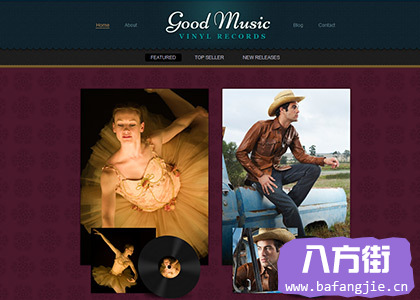 Home
About
Good Music
VINYL RECORDS
Blog
Contact
FEATURED
TOP SELLER
NEW RELEASES
八方街
www.bafangjie.cn